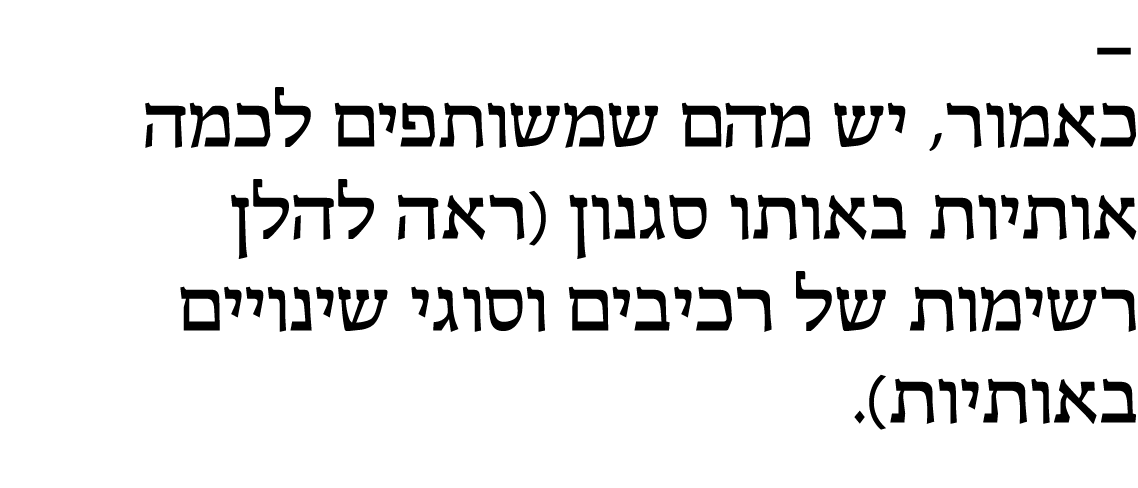 –
כאמור, יש מהם שמשותפים לכמה
אותיות באותו סגנון (ראה להלן
רשימות של רכיבים וסוגי שינויים
באותיות).